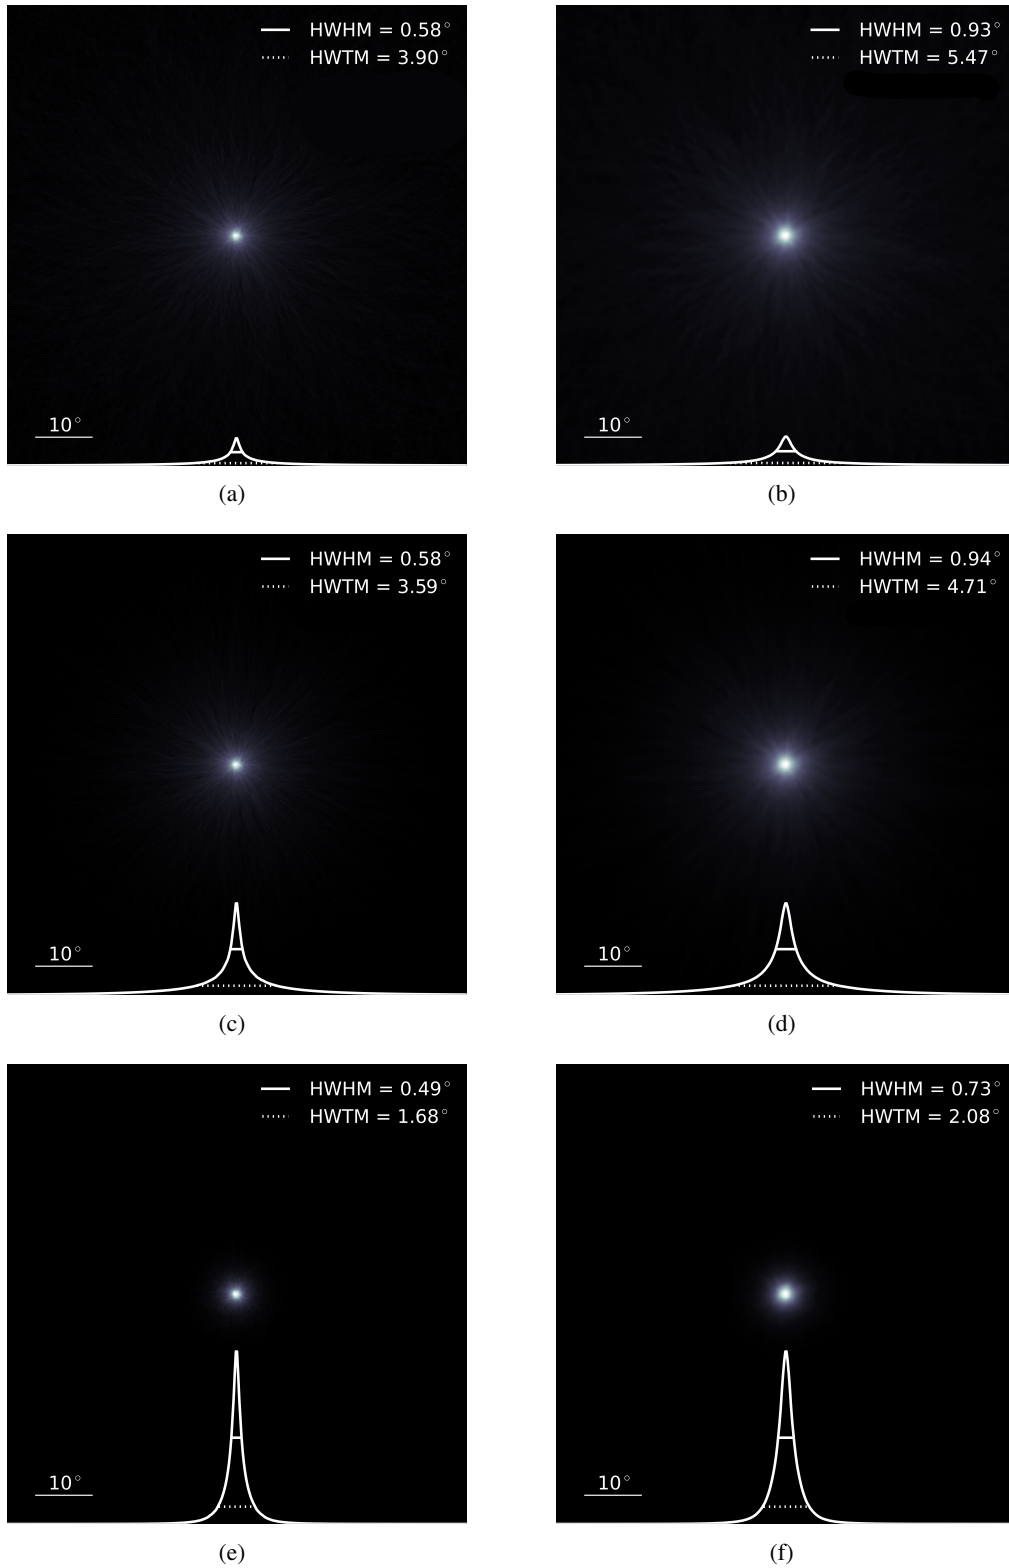 HWHM = 0.58°
HWTM = 3.90°
10°
(a)
HWHM = 0.93°
HWTM = 5.47°
10°
(b)
HWHM = 0.58°
HWTM = 3.59°
10°
(c)
HWHM = 0.94°
HWTM = 4.71°
10°
(d)
HWHM = 0.49°
HWTM = 1.68°
10°
(e)
HWHM = 0.73°
HWTM = 2.08°
10°
(f)